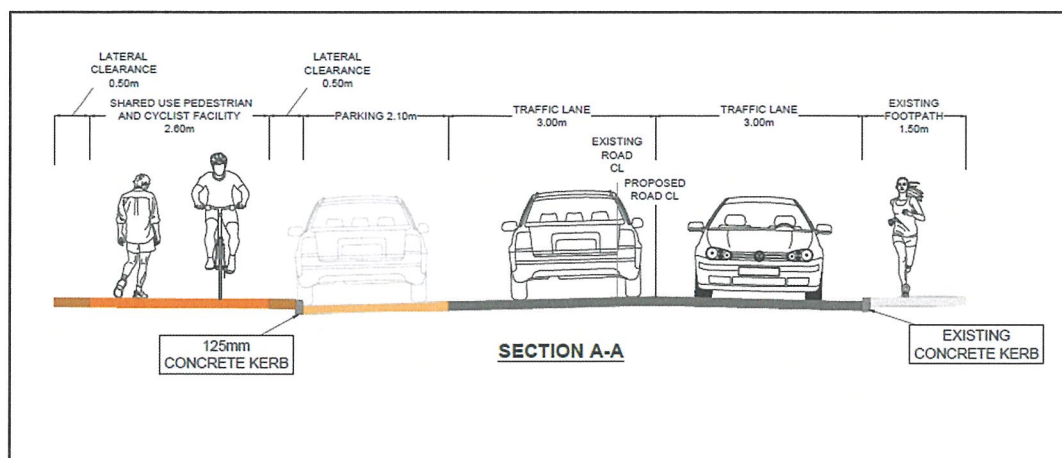 LATERAL
CLEARANCE
0.50m
SHARED USE PEDESTRIAN
AND CYCLIST FACILITY
2.60m
LATERAL
CLEARANCE
0.50m
PARKING 2.10m
TRAFFIC LANE
3.00m
TRAFFIC LANE
3.00m
EXISTING
FOOTPATH
1.50m
EXISTING
ROAD
CL
PROPOSED
ROAD CL
125mm
CONCRETE KERB
SECTION A-A
EXISTING
CONCRETE KERB